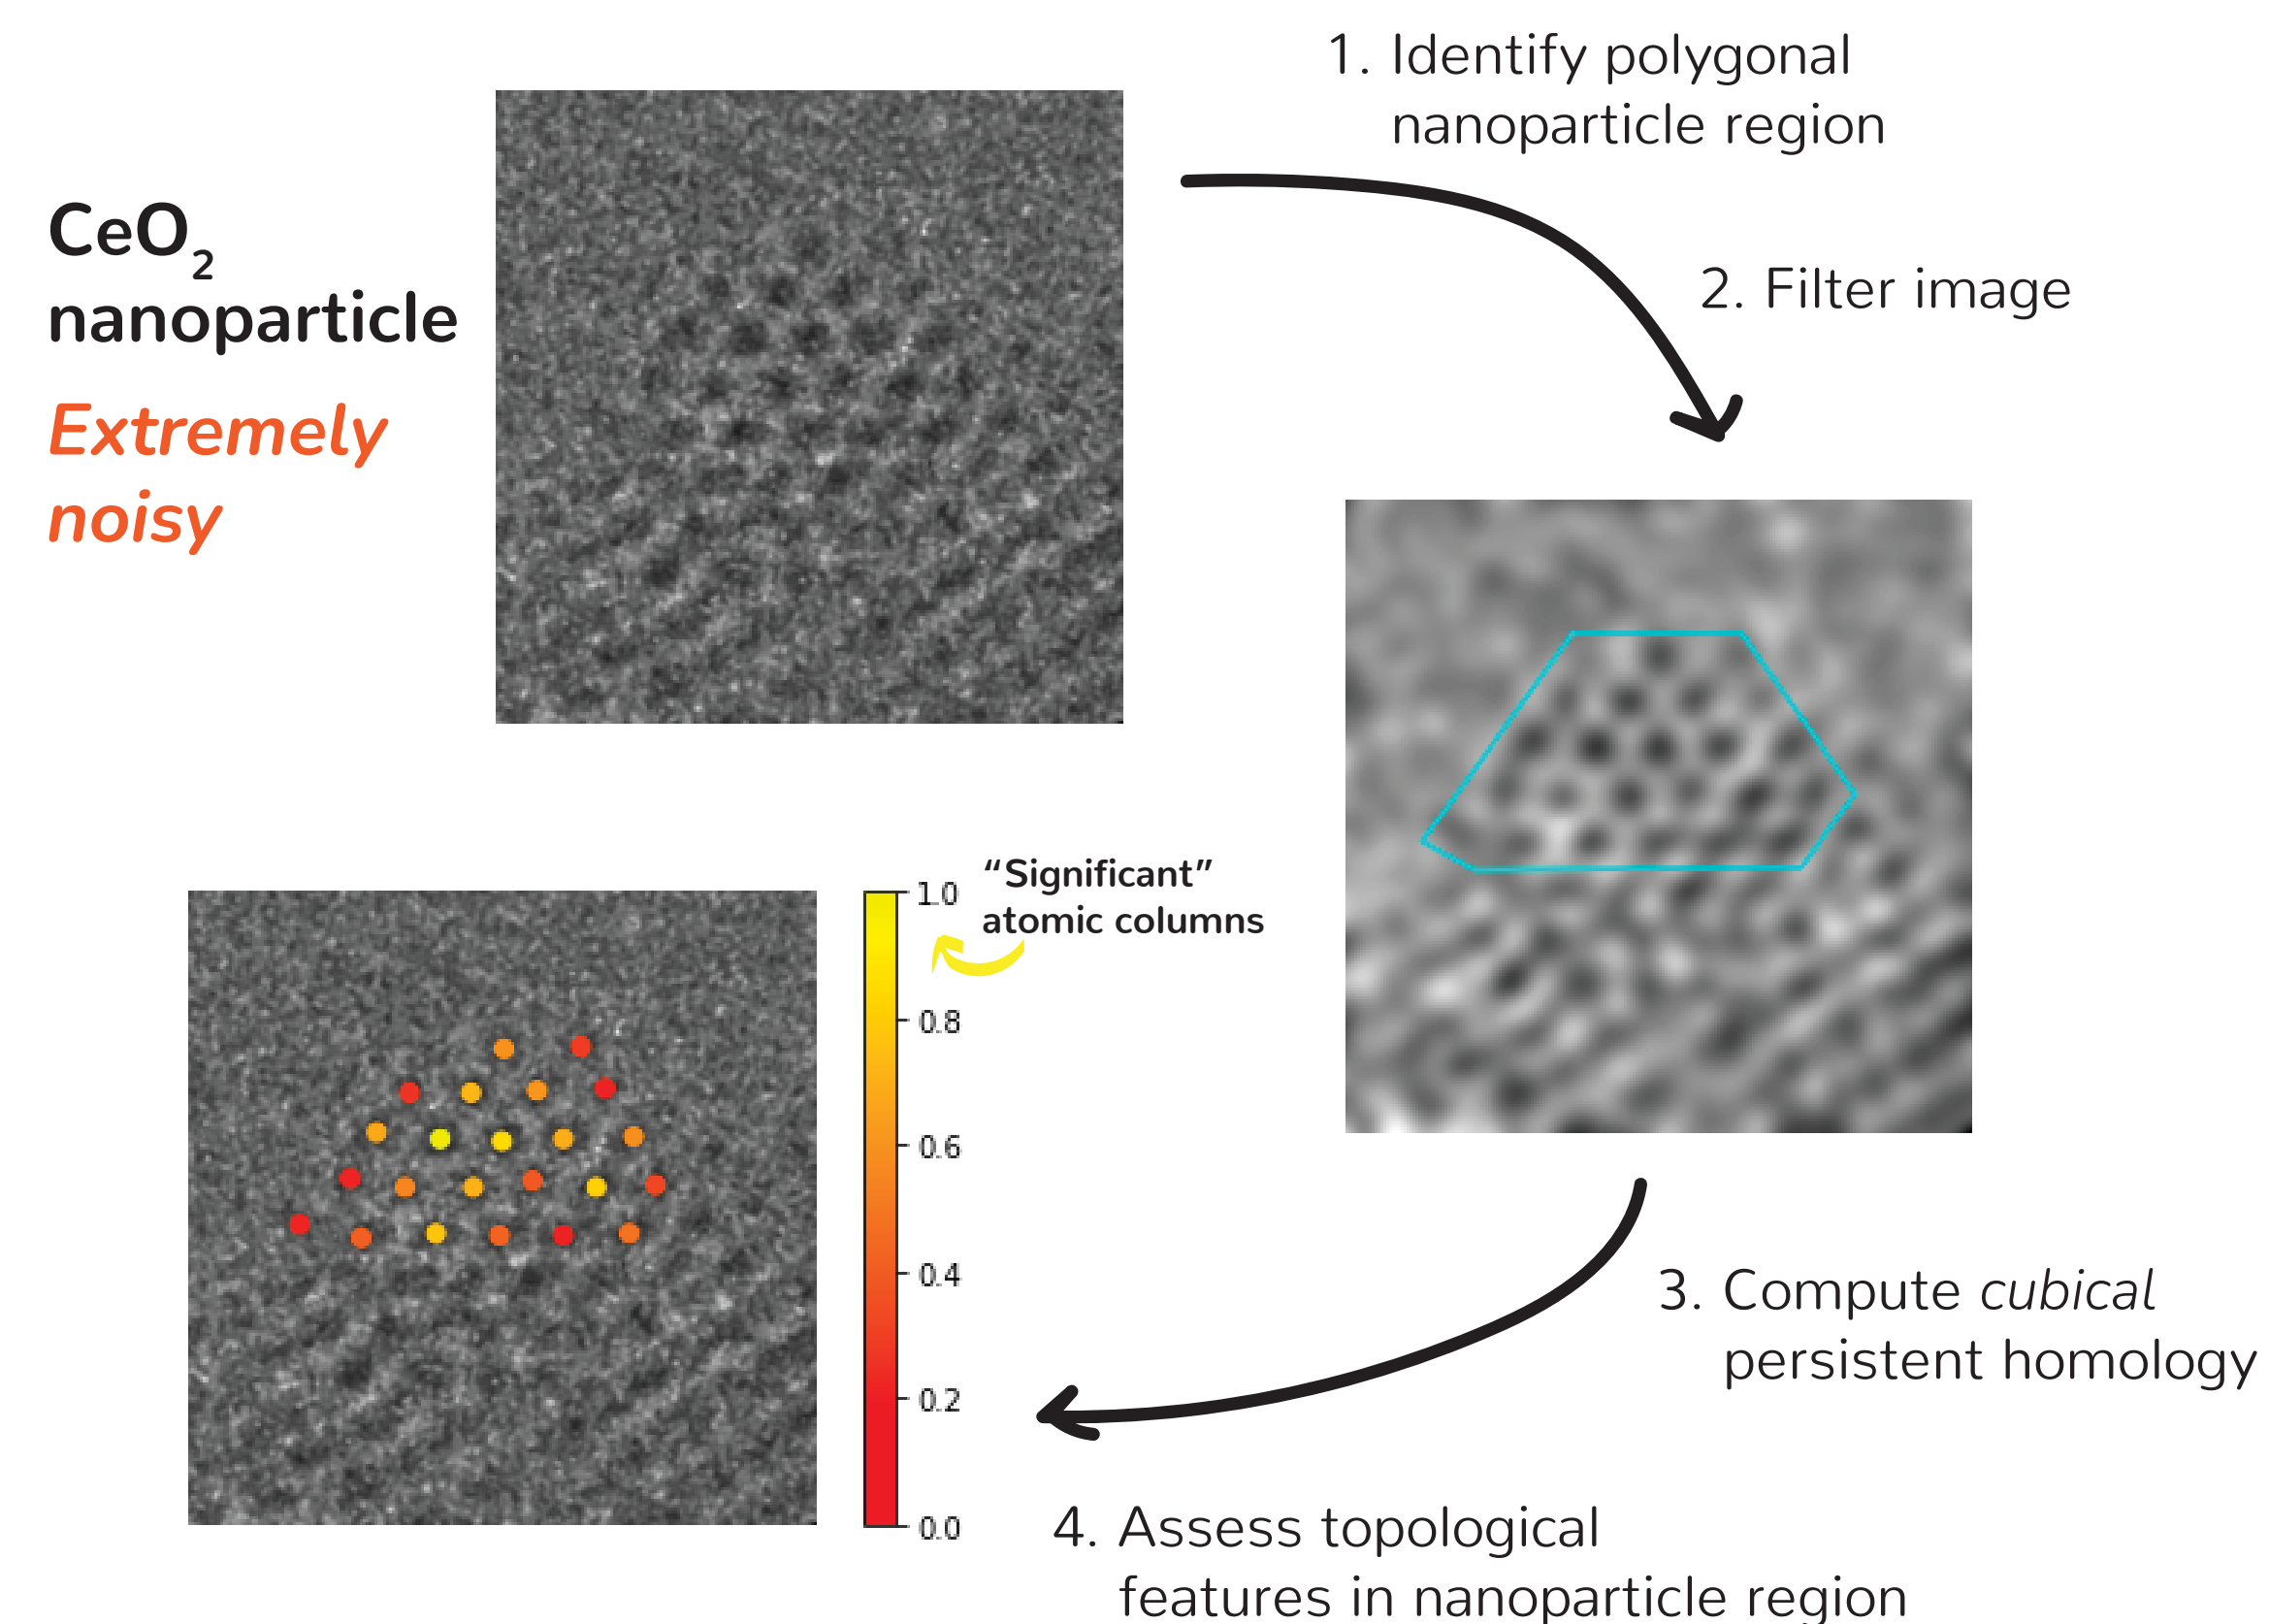 1. Identify polygonal
nanoparticle region
CeO₂
nanoparticle
Extremely
noisy
2. Filter image
“Significant”
atomic columns
1.0
0.8
0.6
0.4
0.2
0.0
3. Compute cubical
persistent homology
4. Assess topological
features in nanoparticle region